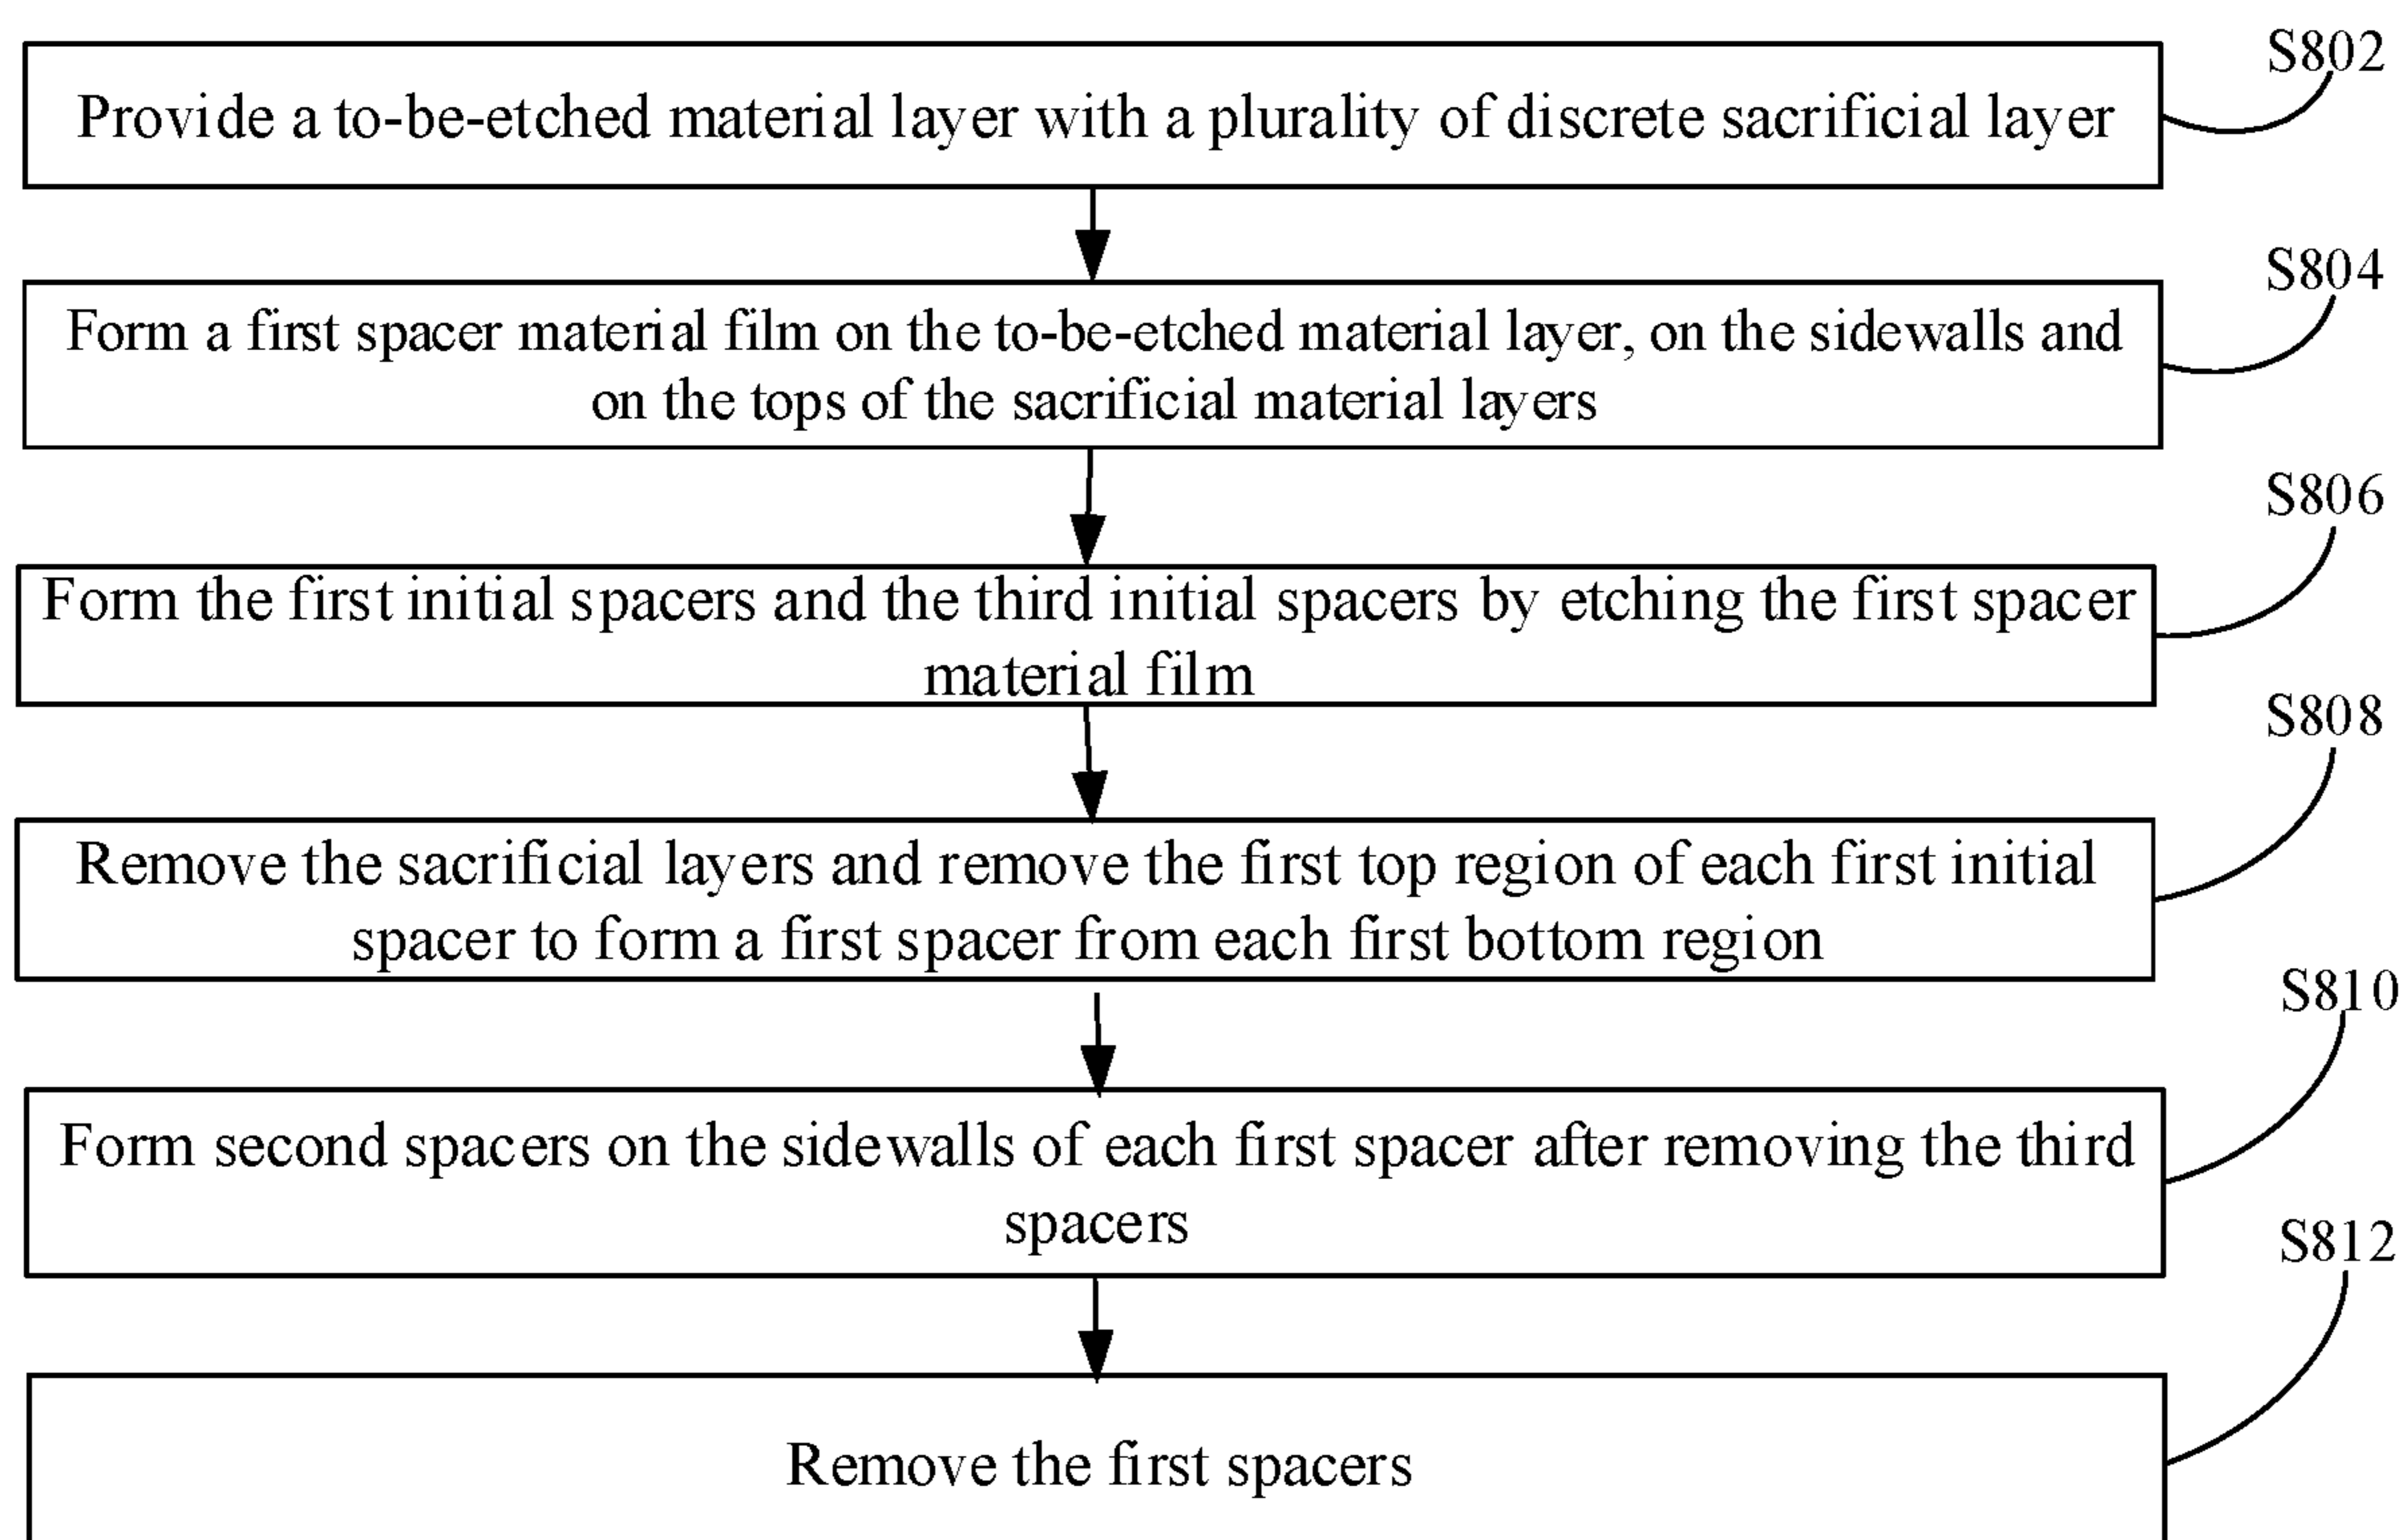 S802
Provide a to-be-etched material layer with a plurality of discrete sacrificial layer
S804
Form a first spacer material film on the to-be-etched material layer, on the sidewalls and
on the tops of the sacrificial material layers
S806
Form the first initial spacers and the third initial spacers by etching the first spacer
material film
S808
Remove the sacrificial layers and remove the first top region of each first initial
spacer to form a first spacer from each first bottom region
S810
Form second spacers on the sidewalls of each first spacer after removing the third
spacers
S812
Remove the first spacers